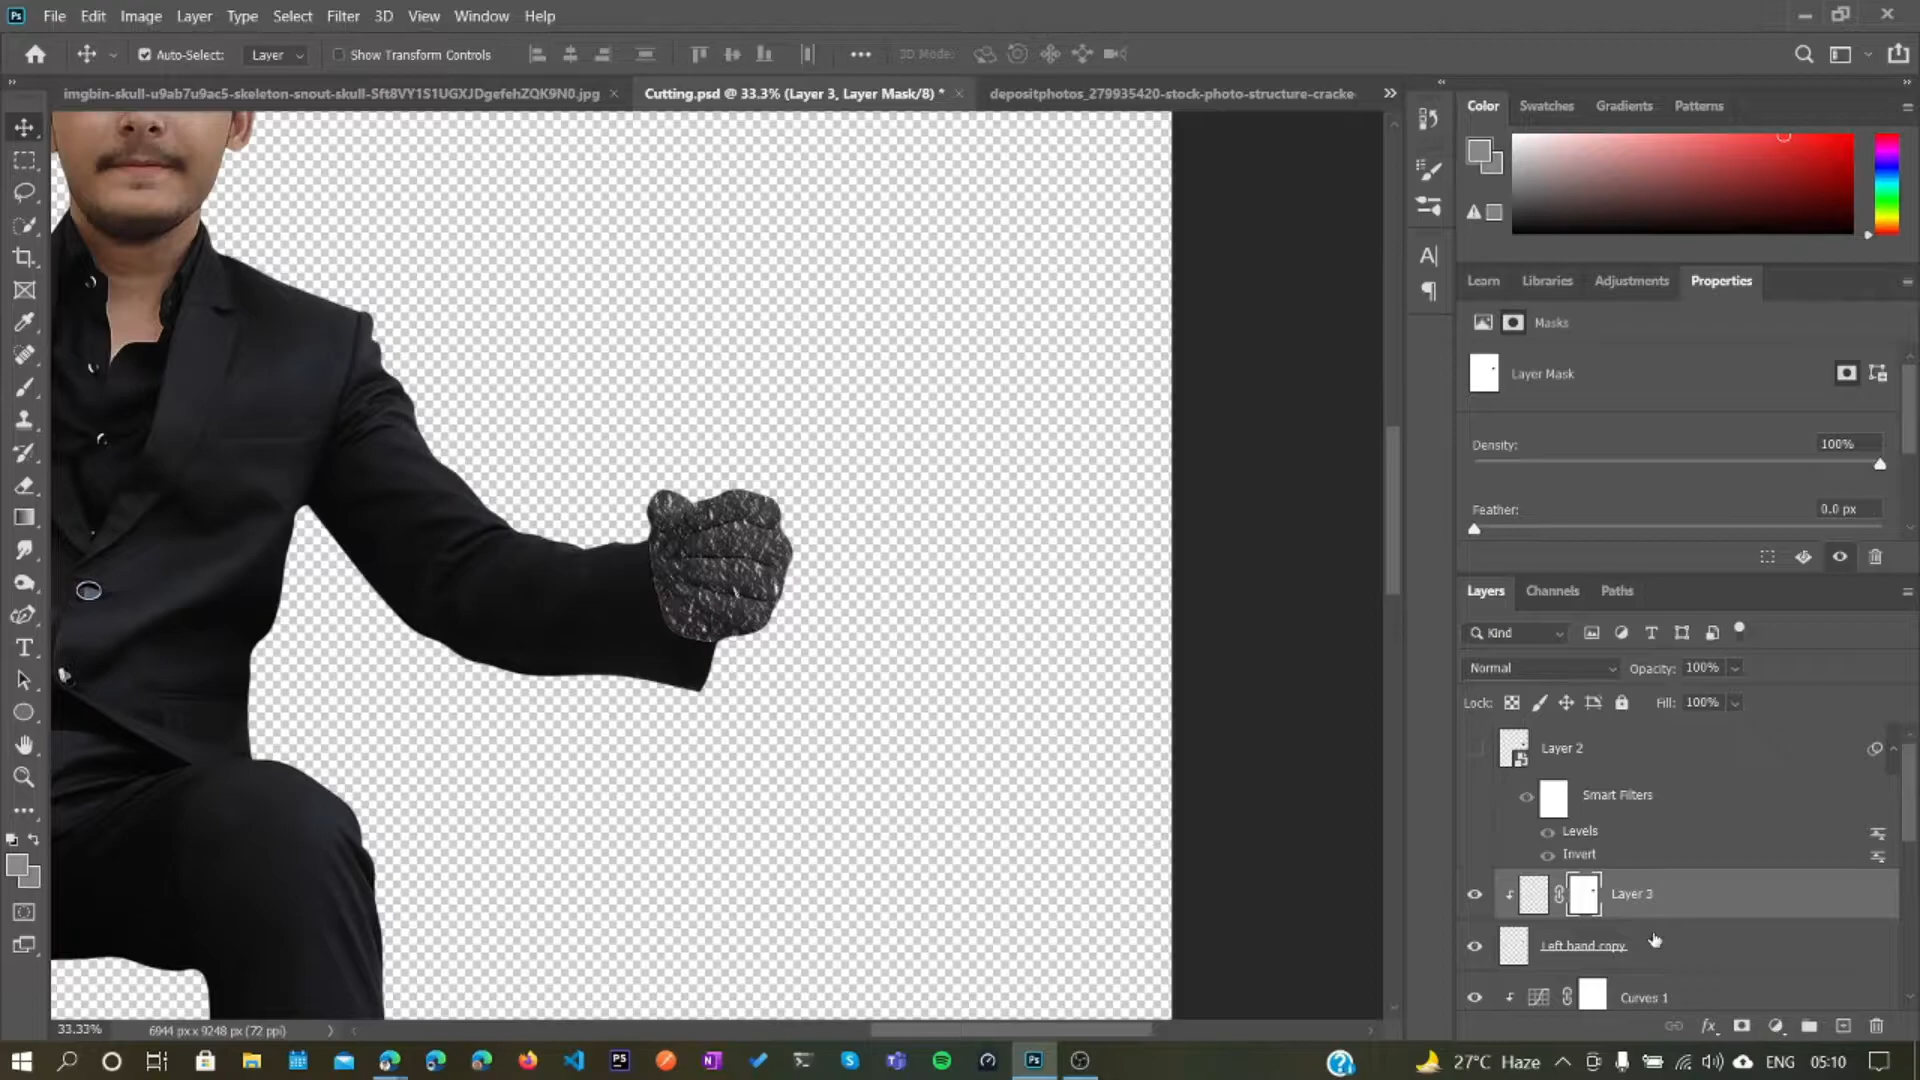 File Edit Image Layer Type Select Filter 3D View Window Help
Auto-Select: Layer Show Transform Controls 3D Mode:
imgbin-skull-u9ab7u9ac5-skeleton-snout-skull-Sft8VY1S1UGXJDgefehZQK9N0.jpg Cutting.psd @ 33.3% (Layer 3, Layer Mask/8) * depositphotos_279935420-stock-photo-structure-cracke
Color Swatches Gradients Patterns
Learn Libraries Adjustments Properties
Masks
Layer Mask
Density: 100%
Feather: 0.0 px
Layers Channels Paths
Kind
Normal Opacity: 100%
Lock: Fill: 100%
Layer 2
Smart Filters
Levels
Invert
Layer 3
Left hand copy
Curves 1
33.33% 6944 px x 9248 px (72 ppi)
27°C Haze ENG 05:10